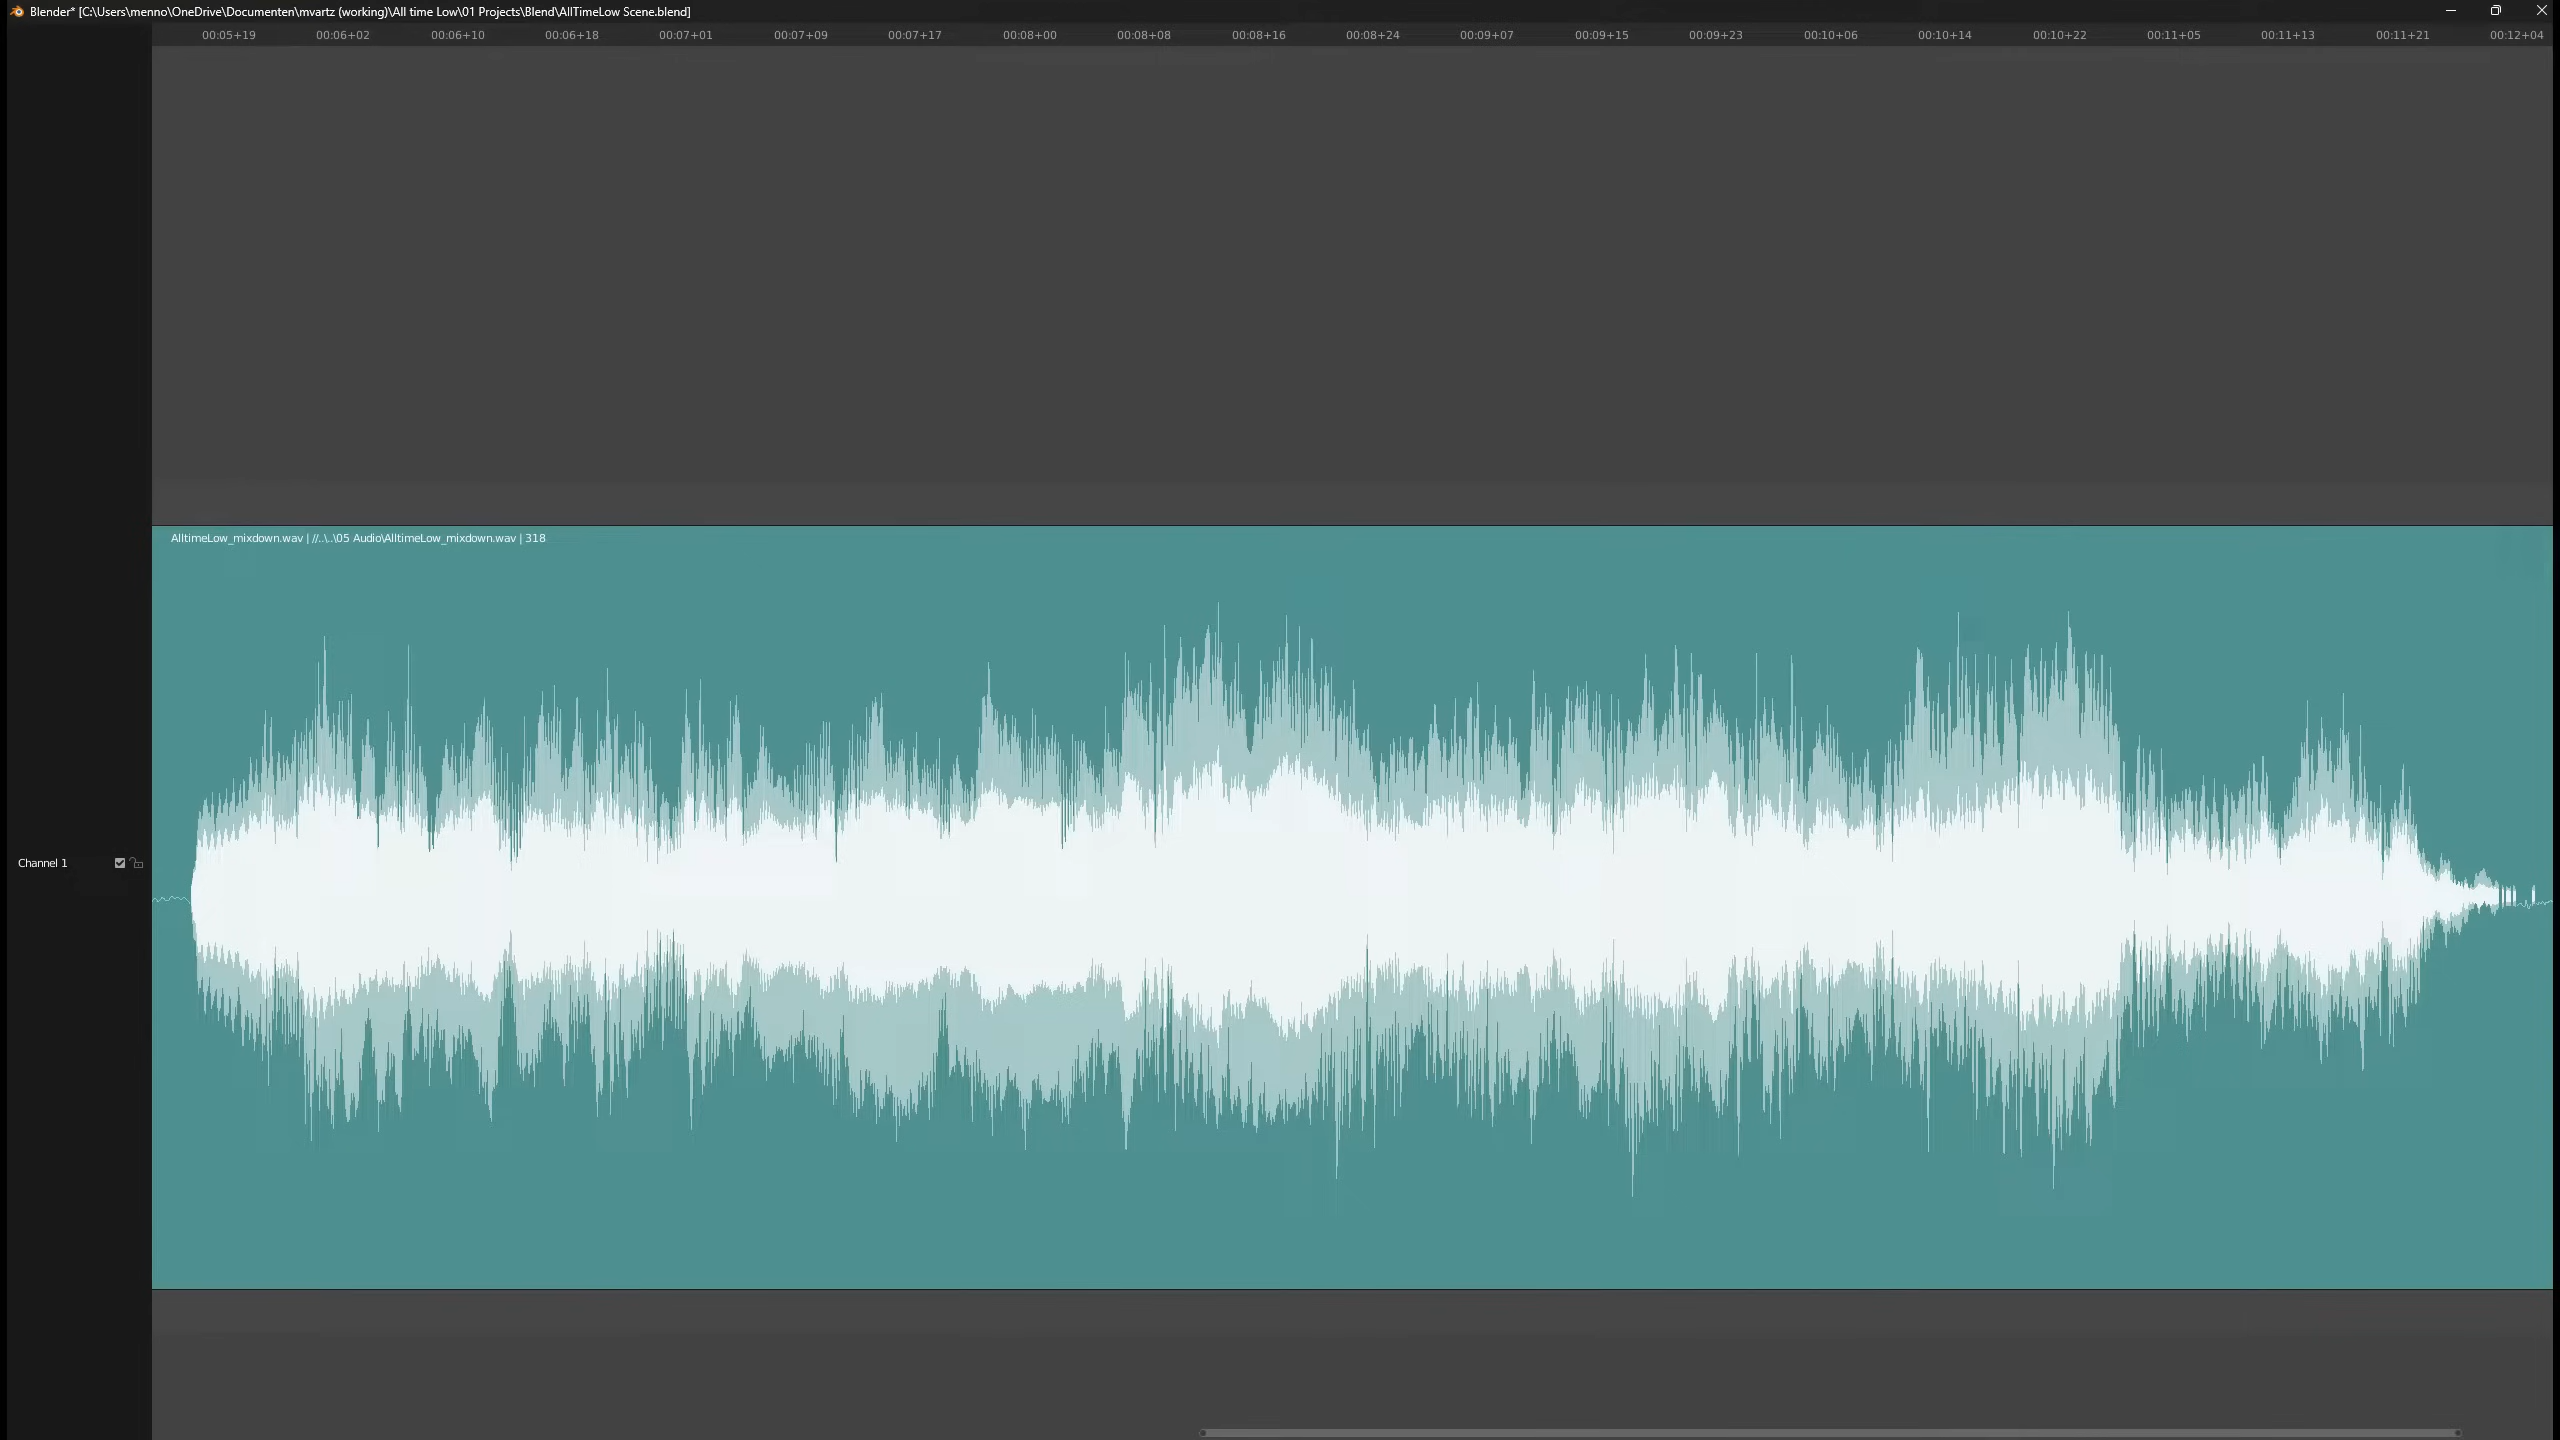 Blender* [C:\Users\menno\OneDrive\Documenten\mvartz (working)\All time Low\01 Projects\Blend\AllTimeLow Scene.blend]
00:05+19 00:06+02 00:06+10 00:06+18 00:07+01 00:07+09 00:07+17 00:08+00 00:08+08 00:08+16 00:08+24 00:09+07 00:09+15 00:09+23 00:10+06 00:10+14 00:10+22 00:11+05 00:11+13 00:11+21 00:12+04
AlltimeLow_mixdown.wav | //..\..\05 Audio\AlltimeLow_mixdown.wav | 318
Channel 1